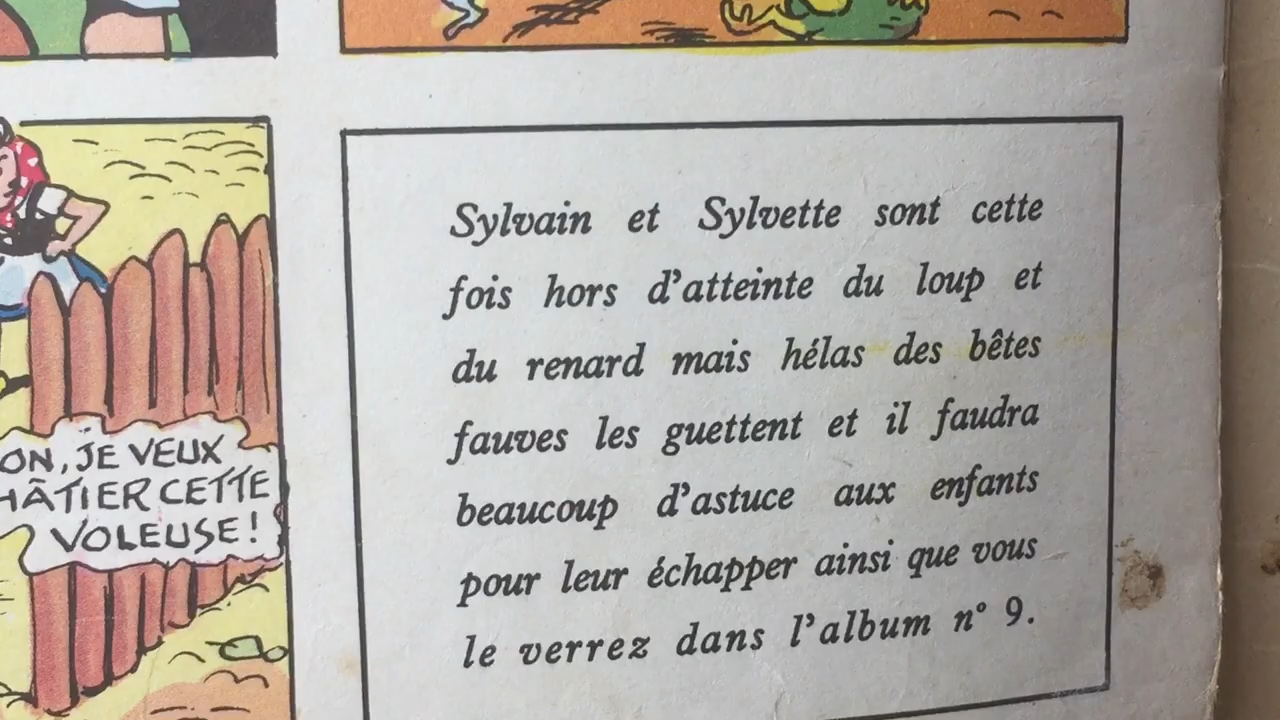 ON, JE VEUX
HÂTIER CETTE
VOLEUSE!
Sylvain et Sylvette sont cette
fois hors d'atteinte du loup et
du renard mais hélas des bêtes
fauves les guettent et il faudra
beaucoup d'astuce aux enfants
pour leur échapper ainsi que vous
le verrez dans l'album n° 9.